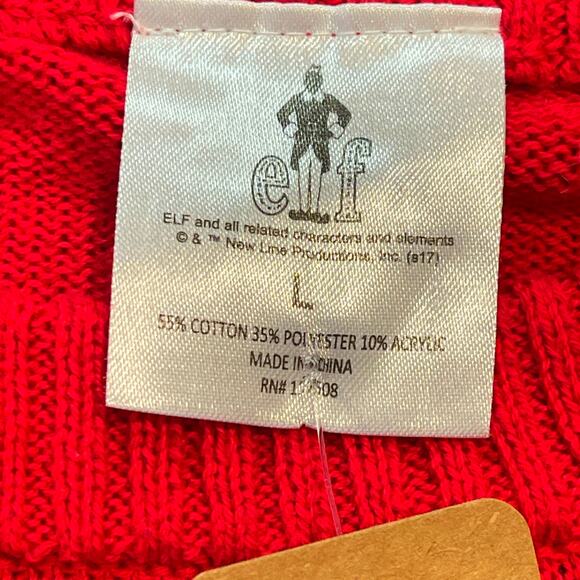 elf
ELF and all related characters and elements
© & ™ New Line Productions, Inc. (s17)
L
55% COTTON 35% POLYESTER 10% ACRYLIC
MADE IN CHINA
RN#